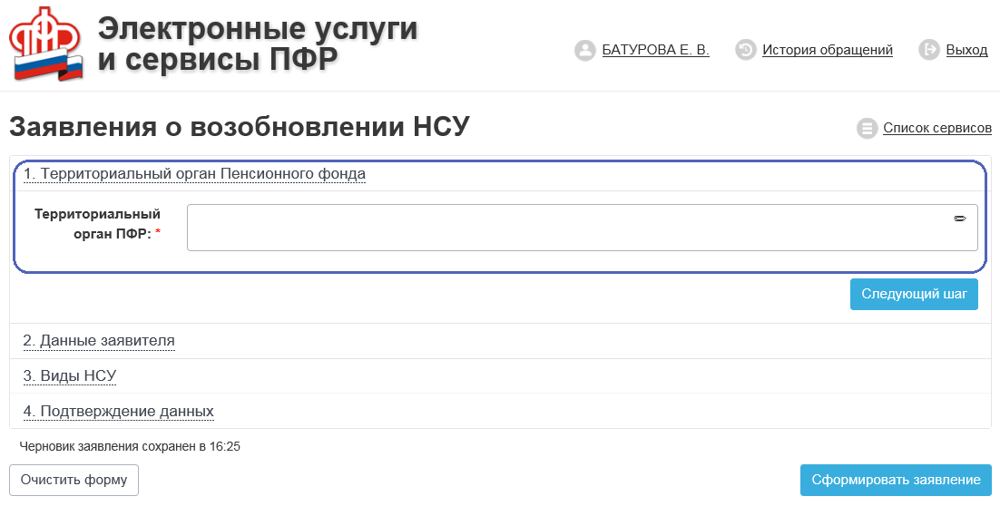 Электронные услуги
и сервисы ПФР
БАТУРОВА Е. В.
История обращений
Выход
Заявления о возобновлении НСУ
Список сервисов
1. Территориальный орган Пенсионного фонда
Территориальный
орган ПФР: *
Следующий шаг
2. Данные заявителя
3. Виды НСУ
4. Подтверждение данных
Черновик заявления сохранен в 16:25
Очистить форму
Сформировать заявление